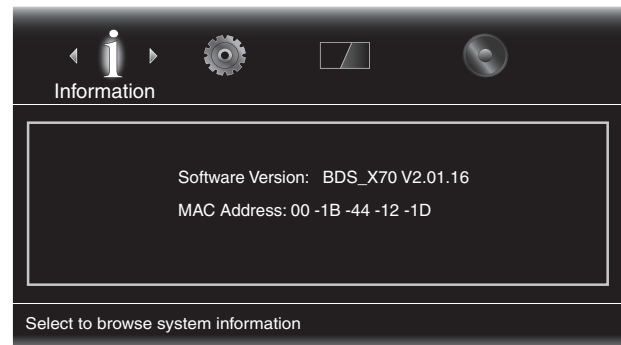 Information
Software Version: BDS_X70 V2.01.16
MAC Address: 00 -1B -44 -12 -1D
Select to browse system information